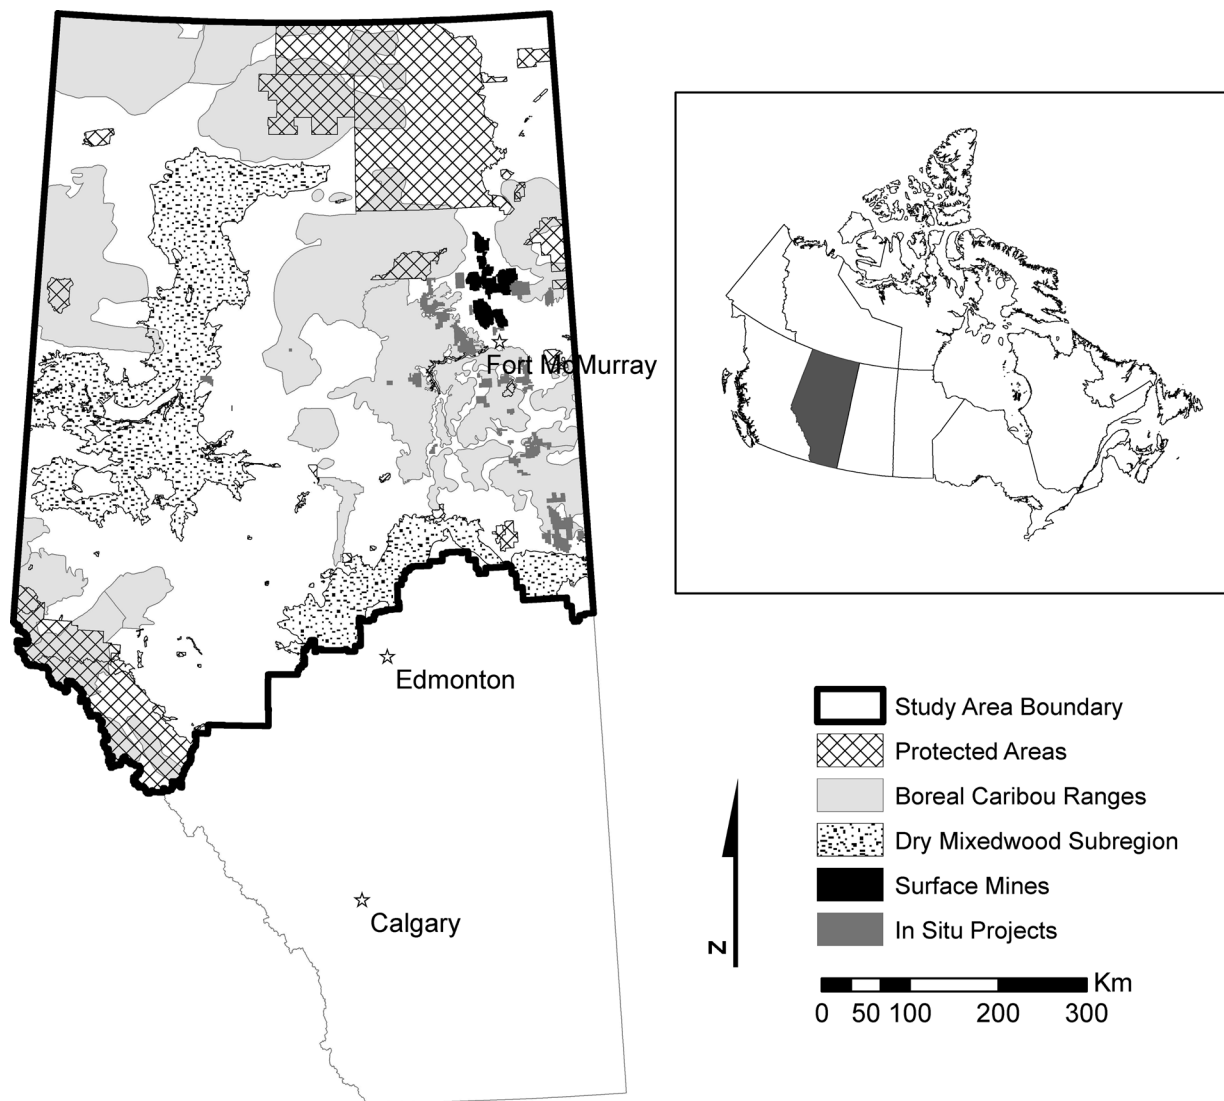 Fort McMurray
Edmonton
Calgary
Study Area Boundary
Protected Areas
Boreal Caribou Ranges
Dry Mixedwood Subregion
Surface Mines
In Situ Projects
N
Km
0 50 100 200 300